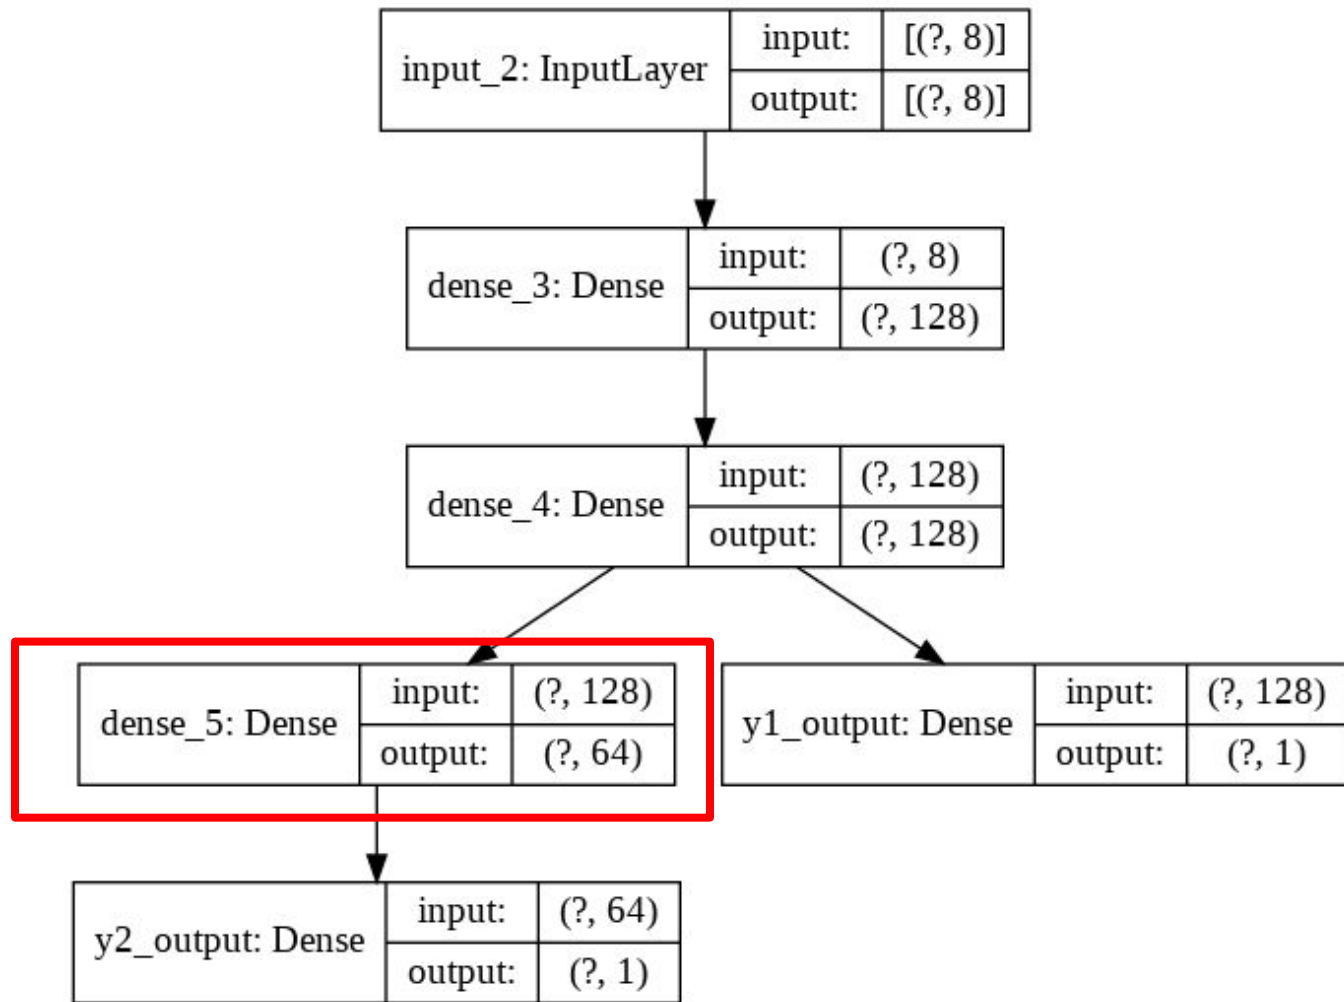 input_2: InputLayer
input: [(?, 8)]
output: [(?, 8)]
dense_3: Dense
input: (?, 8)
output: (?, 128)
dense_4: Dense
input: (?, 128)
output: (?, 128)
dense_5: Dense
input: (?, 128)
output: (?, 64)
y1_output: Dense
input: (?, 128)
output: (?, 1)
y2_output: Dense
input: (?, 64)
output: (?, 1)